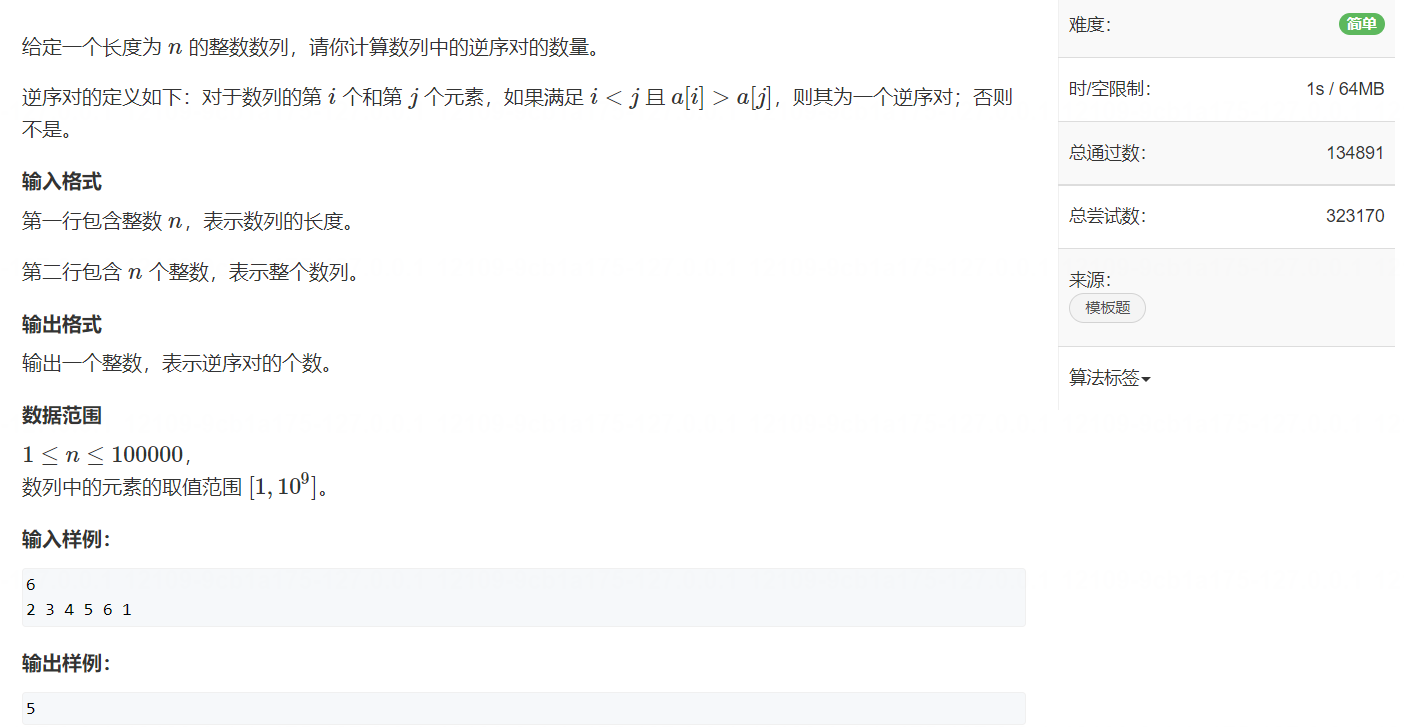 给定一个长度为 n 的整数数列，请你计算数列中的逆序对的数量。
逆序对的定义如下：对于数列的第 i 个和第 j 个元素，如果满足 i < j 且 a[i] > a[j]，则其为一个逆序对；否则
不是。
输入格式
第一行包含整数 n，表示数列的长度。
第二行包含 n 个整数，表示整个数列。
输出格式
输出一个整数，表示逆序对的个数。
数据范围
1 ≤ n ≤ 100000，
数列中的元素的取值范围 [1, 10⁹]。
输入样例：
6
2 3 4 5 6 1
输出样例：
5
难度： 简单
时/空限制： 1s / 64MB
总通过数： 134891
总尝试数： 323170
来源：
模板题
算法标签